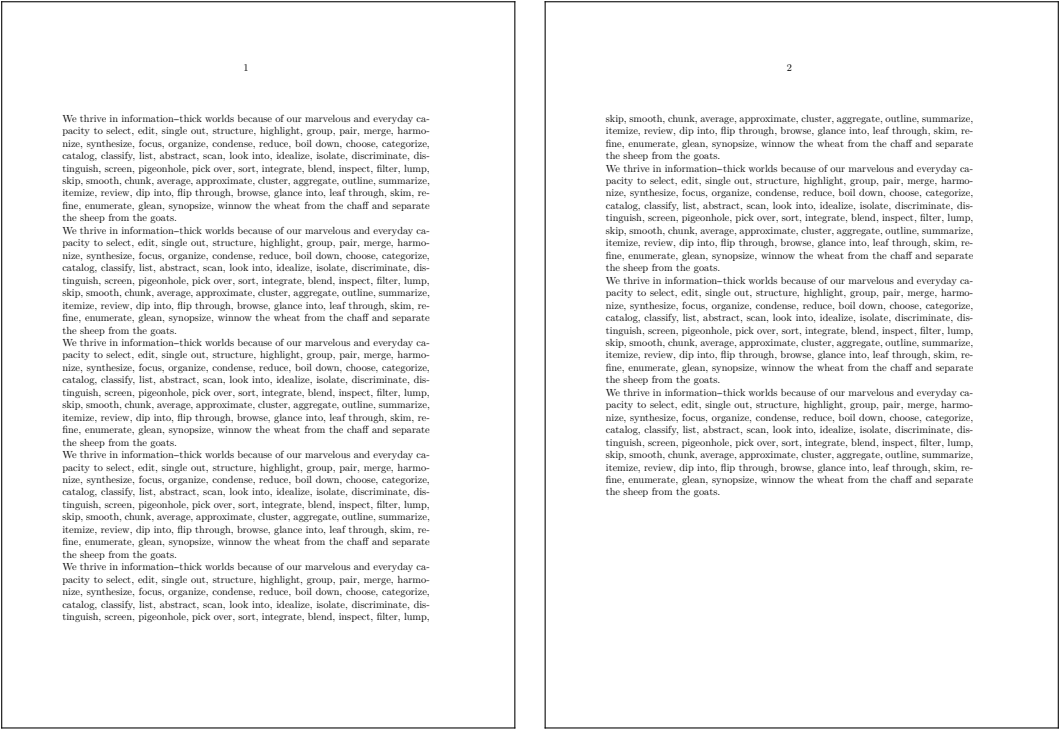 1
We thrive in information–thick worlds because of our marvelous and everyday ca-
pacity to select, edit, single out, structure, highlight, group, pair, merge, harmo-
nize, synthesize, focus, organize, condense, reduce, boil down, choose, categorize,
catalog, classify, list, abstract, scan, look into, idealize, isolate, discriminate, dis-
tinguish, screen, pigeonhole, pick over, sort, integrate, blend, inspect, filter, lump,
skip, smooth, chunk, average, approximate, cluster, aggregate, outline, summarize,
itemize, review, dip into, flip through, browse, glance into, leaf through, skim, re-
fine, enumerate, glean, synopsize, winnow the wheat from the chaff and separate
the sheep from the goats.
We thrive in information–thick worlds because of our marvelous and everyday ca-
pacity to select, edit, single out, structure, highlight, group, pair, merge, harmo-
nize, synthesize, focus, organize, condense, reduce, boil down, choose, categorize,
catalog, classify, list, abstract, scan, look into, idealize, isolate, discriminate, dis-
tinguish, screen, pigeonhole, pick over, sort, integrate, blend, inspect, filter, lump,
skip, smooth, chunk, average, approximate, cluster, aggregate, outline, summarize,
itemize, review, dip into, flip through, browse, glance into, leaf through, skim, re-
fine, enumerate, glean, synopsize, winnow the wheat from the chaff and separate
the sheep from the goats.
We thrive in information–thick worlds because of our marvelous and everyday ca-
pacity to select, edit, single out, structure, highlight, group, pair, merge, harmo-
nize, synthesize, focus, organize, condense, reduce, boil down, choose, categorize,
catalog, classify, list, abstract, scan, look into, idealize, isolate, discriminate, dis-
tinguish, screen, pigeonhole, pick over, sort, integrate, blend, inspect, filter, lump,
skip, smooth, chunk, average, approximate, cluster, aggregate, outline, summarize,
itemize, review, dip into, flip through, browse, glance into, leaf through, skim, re-
fine, enumerate, glean, synopsize, winnow the wheat from the chaff and separate
the sheep from the goats.
We thrive in information–thick worlds because of our marvelous and everyday ca-
pacity to select, edit, single out, structure, highlight, group, pair, merge, harmo-
nize, synthesize, focus, organize, condense, reduce, boil down, choose, categorize,
catalog, classify, list, abstract, scan, look into, idealize, isolate, discriminate, dis-
tinguish, screen, pigeonhole, pick over, sort, integrate, blend, inspect, filter, lump,
skip, smooth, chunk, average, approximate, cluster, aggregate, outline, summarize,
itemize, review, dip into, flip through, browse, glance into, leaf through, skim, re-
fine, enumerate, glean, synopsize, winnow the wheat from the chaff and separate
the sheep from the goats.
We thrive in information–thick worlds because of our marvelous and everyday ca-
pacity to select, edit, single out, structure, highlight, group, pair, merge, harmo-
nize, synthesize, focus, organize, condense, reduce, boil down, choose, categorize,
catalog, classify, list, abstract, scan, look into, idealize, isolate, discriminate, dis-
tinguish, screen, pigeonhole, pick over, sort, integrate, blend, inspect, filter, lump,
2
skip, smooth, chunk, average, approximate, cluster, aggregate, outline, summarize,
itemize, review, dip into, flip through, browse, glance into, leaf through, skim, re-
fine, enumerate, glean, synopsize, winnow the wheat from the chaff and separate
the sheep from the goats.
We thrive in information–thick worlds because of our marvelous and everyday ca-
pacity to select, edit, single out, structure, highlight, group, pair, merge, harmo-
nize, synthesize, focus, organize, condense, reduce, boil down, choose, categorize,
catalog, classify, list, abstract, scan, look into, idealize, isolate, discriminate, dis-
tinguish, screen, pigeonhole, pick over, sort, integrate, blend, inspect, filter, lump,
skip, smooth, chunk, average, approximate, cluster, aggregate, outline, summarize,
itemize, review, dip into, flip through, browse, glance into, leaf through, skim, re-
fine, enumerate, glean, synopsize, winnow the wheat from the chaff and separate
the sheep from the goats.
We thrive in information–thick worlds because of our marvelous and everyday ca-
pacity to select, edit, single out, structure, highlight, group, pair, merge, harmo-
nize, synthesize, focus, organize, condense, reduce, boil down, choose, categorize,
catalog, classify, list, abstract, scan, look into, idealize, isolate, discriminate, dis-
tinguish, screen, pigeonhole, pick over, sort, integrate, blend, inspect, filter, lump,
skip, smooth, chunk, average, approximate, cluster, aggregate, outline, summarize,
itemize, review, dip into, flip through, browse, glance into, leaf through, skim, re-
fine, enumerate, glean, synopsize, winnow the wheat from the chaff and separate
the sheep from the goats.
We thrive in information–thick worlds because of our marvelous and everyday ca-
pacity to select, edit, single out, structure, highlight, group, pair, merge, harmo-
nize, synthesize, focus, organize, condense, reduce, boil down, choose, categorize,
catalog, classify, list, abstract, scan, look into, idealize, isolate, discriminate, dis-
tinguish, screen, pigeonhole, pick over, sort, integrate, blend, inspect, filter, lump,
skip, smooth, chunk, average, approximate, cluster, aggregate, outline, summarize,
itemize, review, dip into, flip through, browse, glance into, leaf through, skim, re-
fine, enumerate, glean, synopsize, winnow the wheat from the chaff and separate
the sheep from the goats.